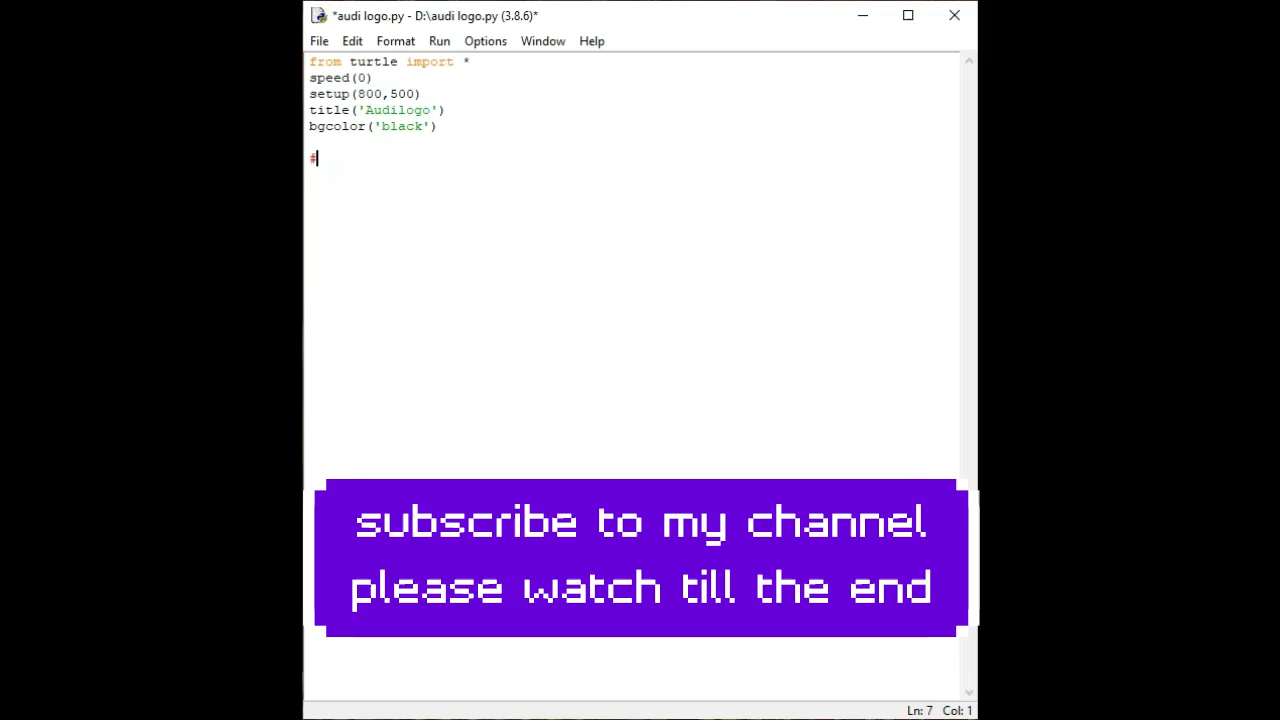 *audi logo.py - D:\audi logo.py (3.8.6)*
File Edit Format Run Options Window Help
from turtle import *
speed(0)
setup(800,500)
title('Audilogo')
bgcolor('black')
#
subscribe to my channel
please watch till the end
Ln: 7 Col: 1